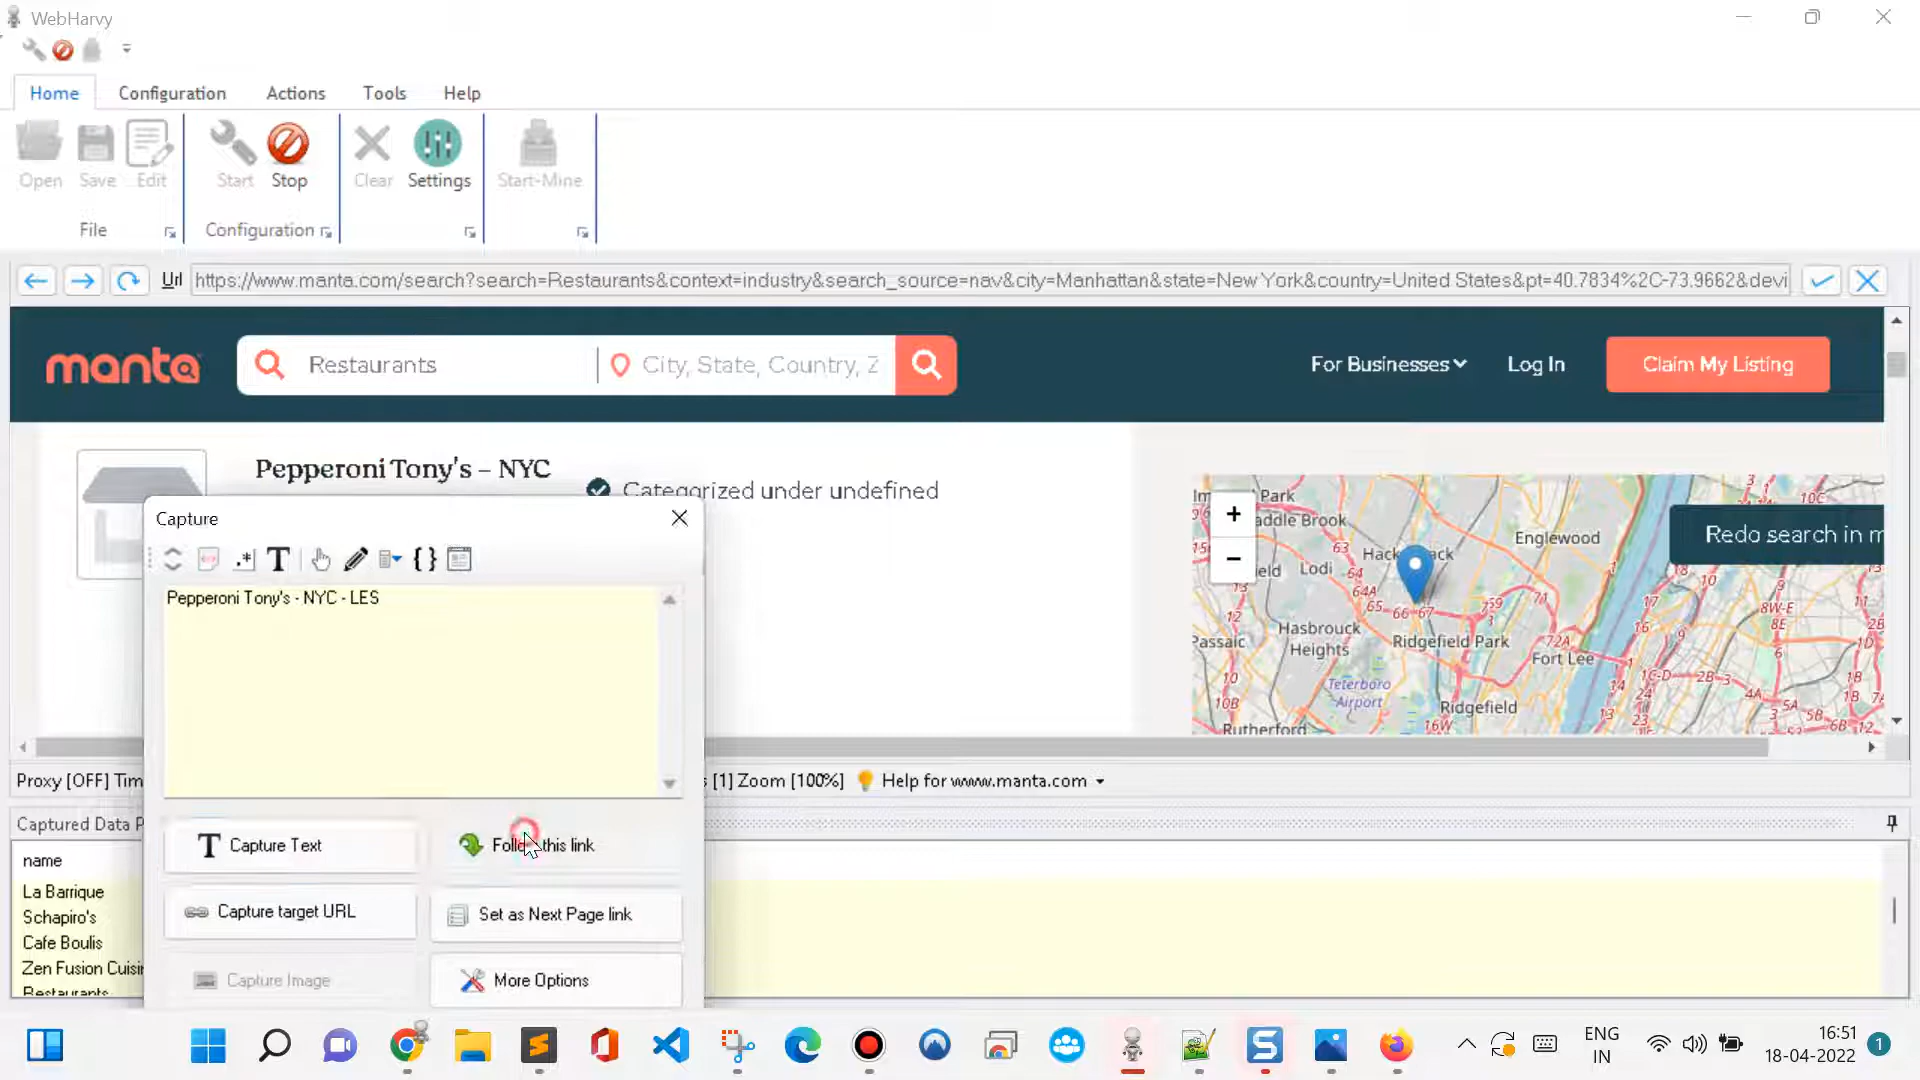 WebHarvy
Home Configuration Actions Tools Help
Open Save Edit Start Stop Clear Settings Start-Mine
File Configuration
Url https://www.manta.com/search?search=Restaurants&context=industry&search_source=nav&city=Manhattan&state=New York&country=United States&pt=40.7834%2C-73.9662&devi
manta Restaurants City, State, Country, Z For Businesses Log In Claim My Listing
Pepperoni Tony's – NYC
Categorized under undefined
Capture
.* T { }
Pepperoni Tony's - NYC - LES
+
−
Park
addle Brook
Englewood
Redo search in m
Lodi
Hasbrouck
Heights
Ridgefield Park
Fort Lee
Passaic
Teterboro
Airport
Ridgefield
Rutherford
Proxy [OFF] Tim
[1] Zoom [100%] Help for www.manta.com
Captured Data P
T Capture Text
Follow this link
Capture target URL
Set as Next Page link
Capture Image
More Options
name
La Barrique
Schapiro's
Cafe Boulis
Zen Fusion Cuisi
Restaurants
ENG
IN
16:51
18-04-2022
1